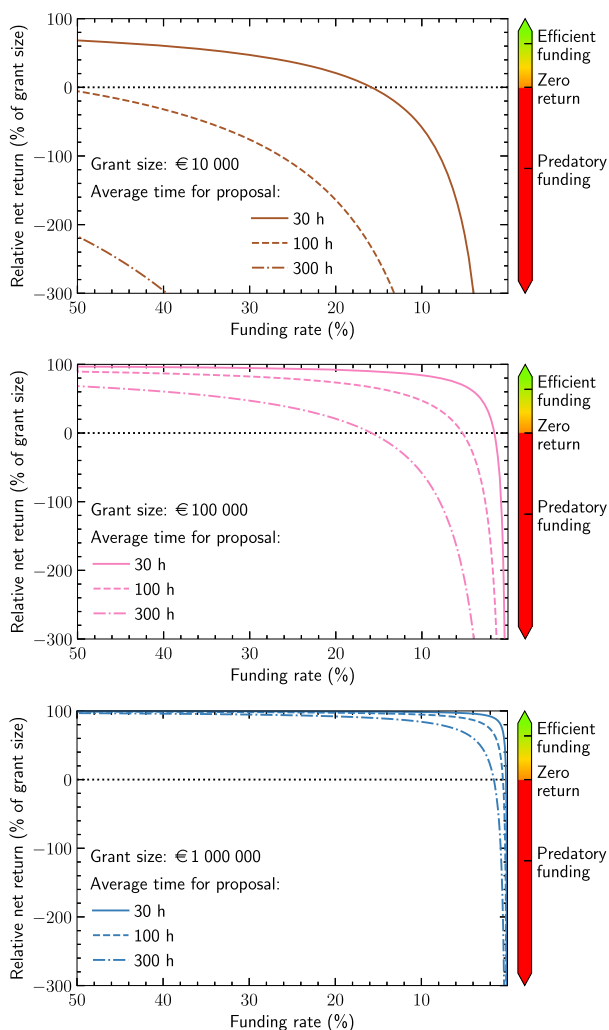 100
0
−100
−200
−300
50
40
30
20
10
Relative net return (% of grant size)
Funding rate (%)
Grant size: €10 000
Average time for proposal:
30 h
100 h
300 h
Efficient
funding
Zero
return
Predatory
funding
100
0
−100
−200
−300
50
40
30
20
10
Relative net return (% of grant size)
Funding rate (%)
Grant size: €100 000
Average time for proposal:
30 h
100 h
300 h
Efficient
funding
Zero
return
Predatory
funding
100
0
−100
−200
−300
50
40
30
20
10
Relative net return (% of grant size)
Funding rate (%)
Grant size: €1 000 000
Average time for proposal:
30 h
100 h
300 h
Efficient
funding
Zero
return
Predatory
funding